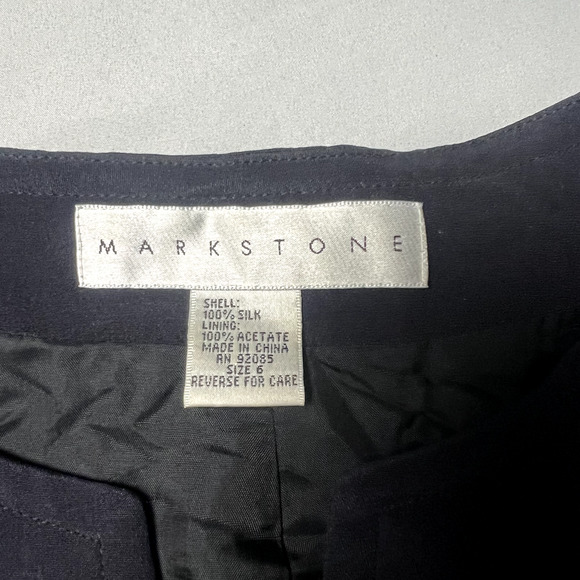 MARKSTONE
SHELL:
100% SILK
LINING:
100% ACETATE
MADE IN CHINA
RN 92085
SIZE 6
REVERSE FOR CARE